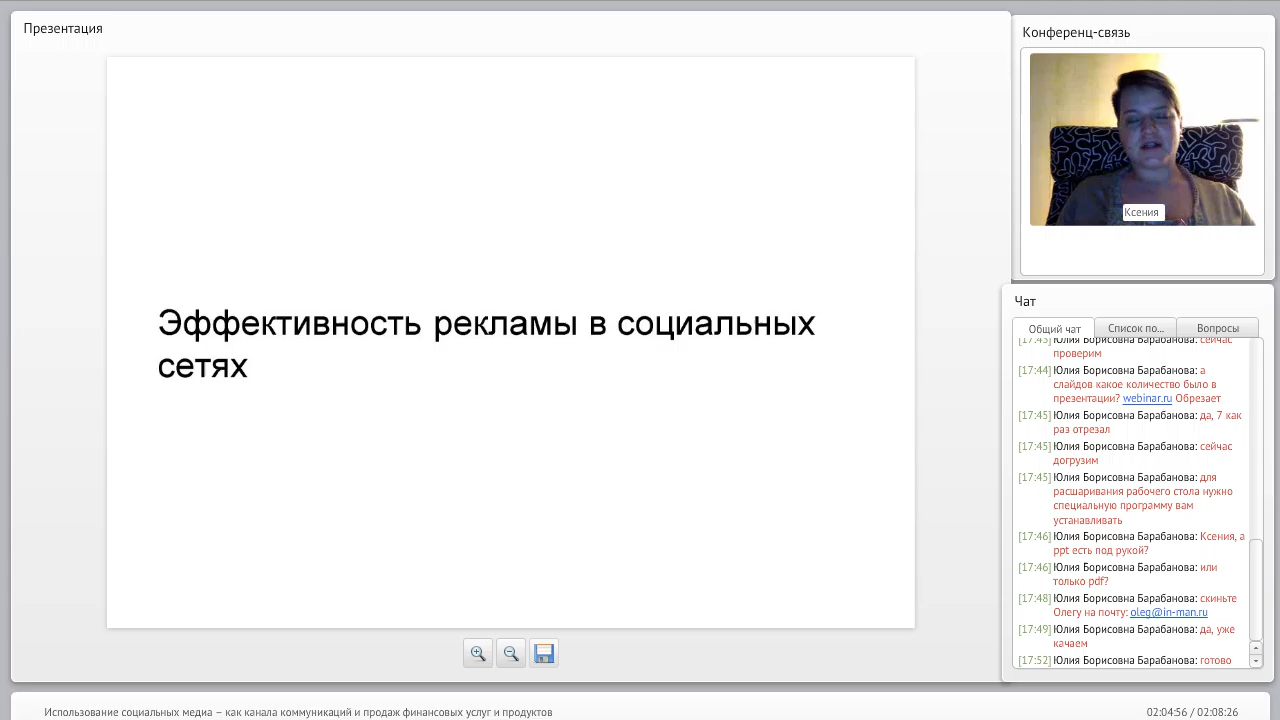 Презентация
Эффективность рекламы в социальных
сетях
Конференц-связь
Ксения
Чат
Общий чат
Список по...
Вопросы
[17:43] Юлия Борисовна Барабанова: сейчас
проверим
[17:44] Юлия Борисовна Барабанова: а
слайдов какое количество было в
презентации? webinar.ru Обрезает
[17:45] Юлия Борисовна Барабанова: да, 7 как
раз отрезал
[17:45] Юлия Борисовна Барабанова: сейчас
догрузим
[17:45] Юлия Борисовна Барабанова: для
расшаривания рабочего стола нужно
специальную программу вам
устанавливать
[17:46] Юлия Борисовна Барабанова: Ксения, а
ppt есть под рукой?
[17:46] Юлия Борисовна Барабанова: или
только pdf?
[17:48] Юлия Борисовна Барабанова: скиньте
Олегу на почту: oleg@in-man.ru
[17:49] Юлия Борисовна Барабанова: да, уже
качаем
[17:52] Юлия Борисовна Барабанова: готово
Использование социальных медиа – как канала коммуникаций и продаж финансовых услуг и продуктов
02:04:56 / 02:08:26